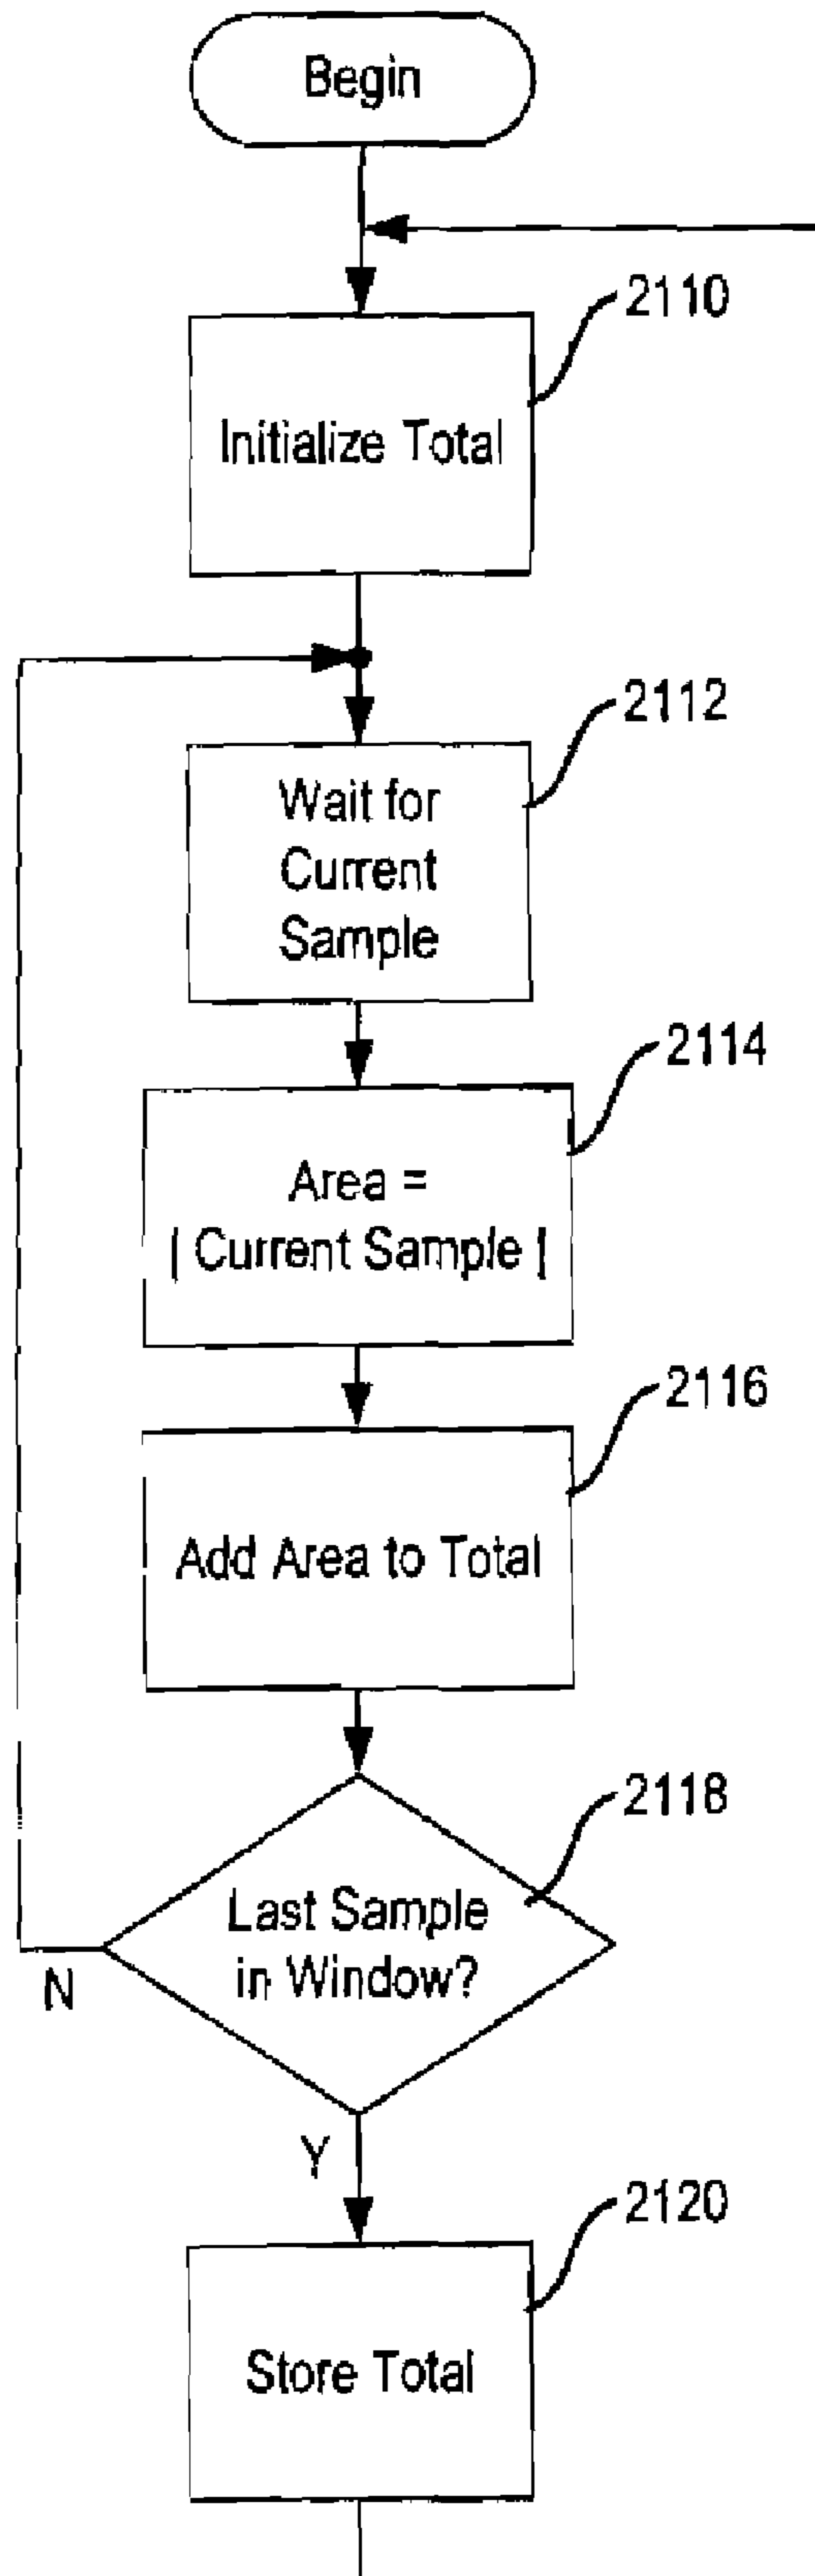 Begin
2110
Initialize Total
2112
Wait for
Current
Sample
2114
Area =
| Current Sample |
2116
Add Area to Total
2118
Last Sample
in Window?
N
Y
2120
Store Total